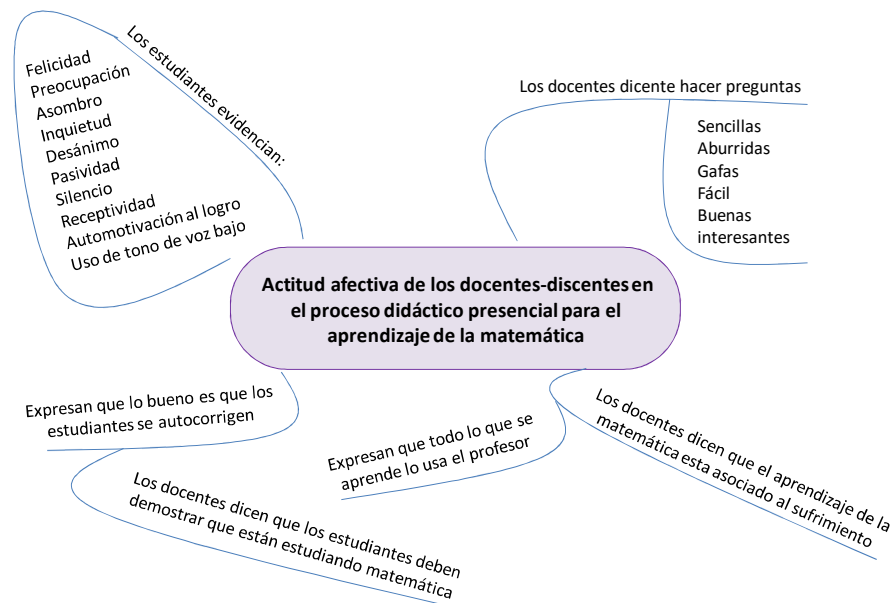 Los estudiantes evidencian:
Felicidad
Preocupación
Asombro
Inquietud
Desánimo
Pasividad
Silencio
Receptividad
Automotivación al logro
Uso de tono de voz bajo
Los docentes dicente hacer preguntas
Sencillas
Aburridas
Gafas
Fácil
Buenas
interesantes
Actitud afectiva de los docentes-discentes en
el proceso didáctico presencial para el
aprendizaje de la matemática
Expresan que lo bueno es que los
estudiantes se autocorrigen
Los docentes dicen que los estudiantes deben
demostrar que están estudiando matemática
Expresan que todo lo que se
aprende lo usa el profesor
Los docentes dicen que el aprendizaje de la
matemática esta asociado al sufrimiento